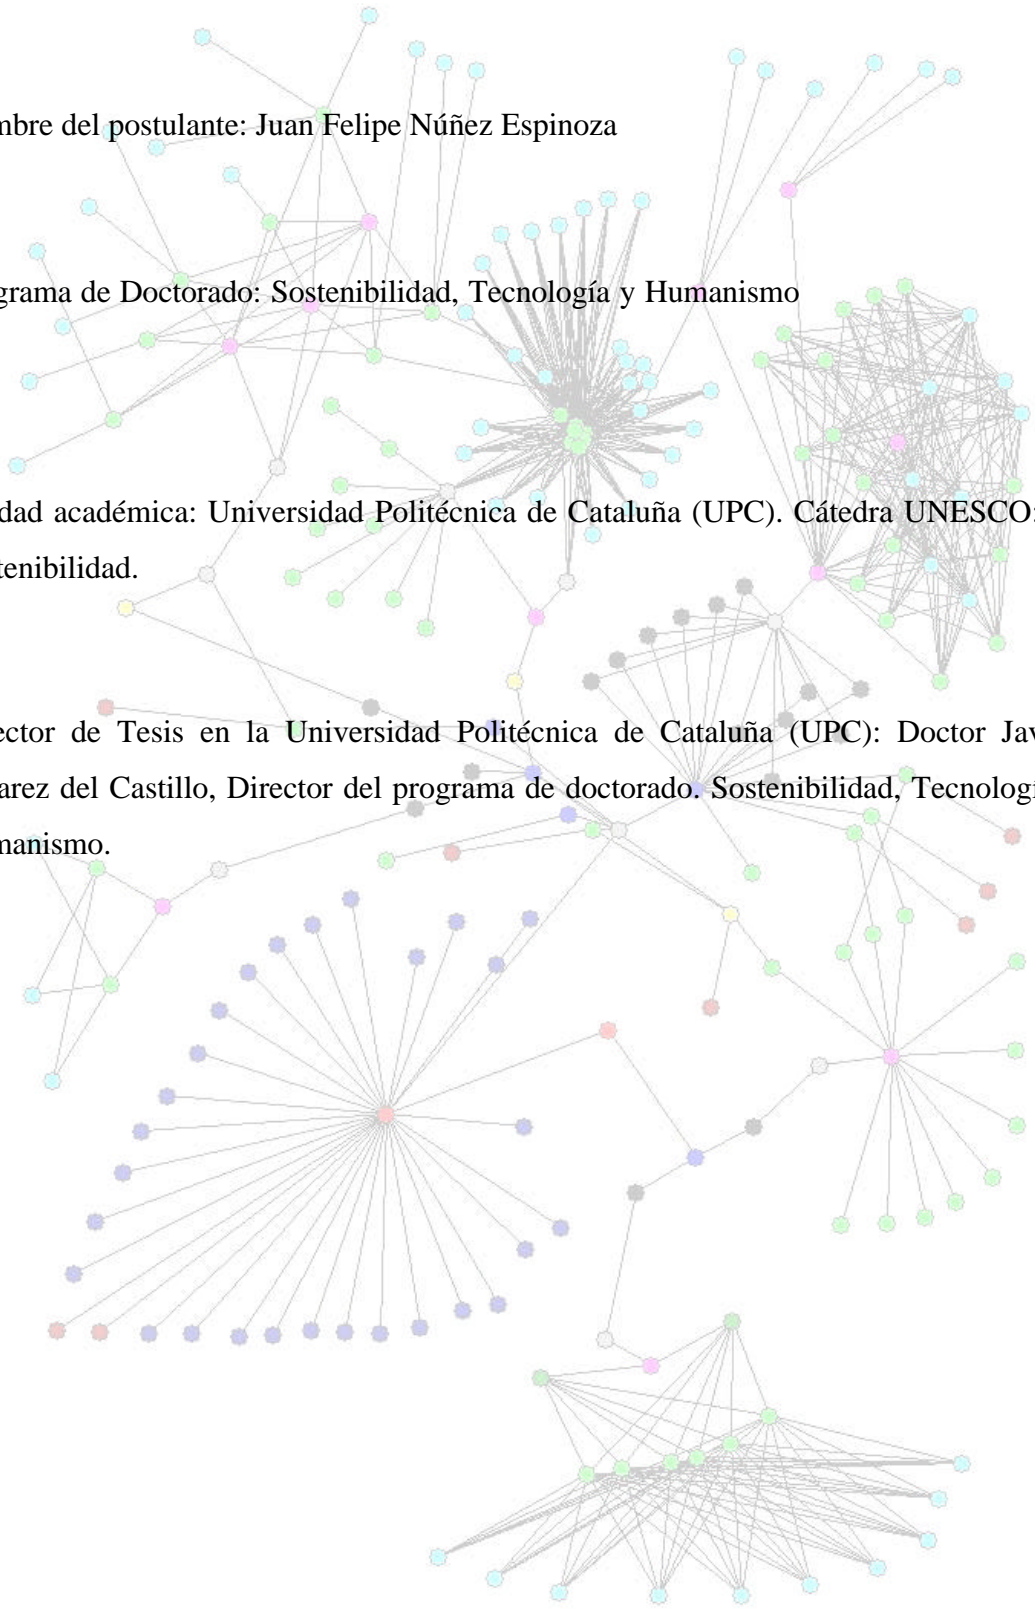 mbre del postulante: Juan Felipe Núñez Espinoza
grama de Doctorado: Sostenibilidad, Tecnología y Humanismo
dad académica: Universidad Politécnica de Cataluña (UPC). Cátedra UNESCO:
tenibilidad.
ector de Tesis en la Universidad Politécnica de Cataluña (UPC): Doctor Jav
arez del Castillo, Director del programa de doctorado. Sostenibilidad, Tecnologí
manismo.